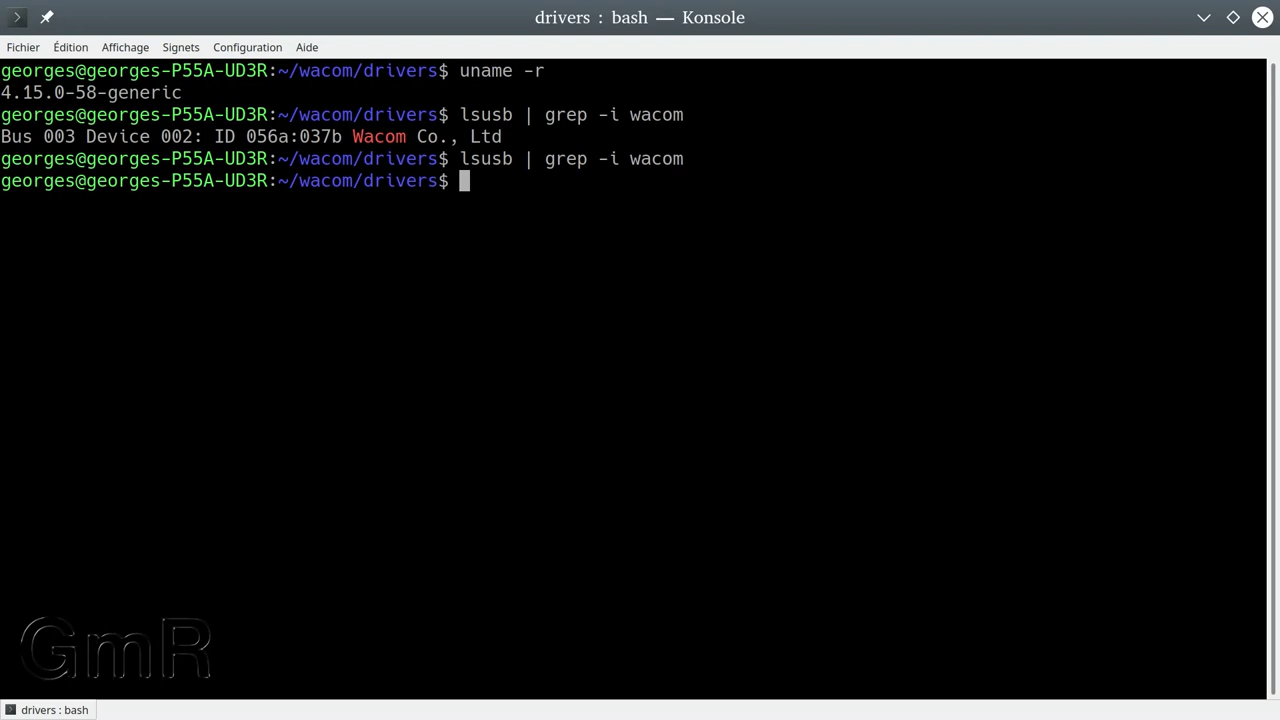 drivers : bash — Konsole
Fichier Édition Affichage Signets Configuration Aide
georges@georges-P55A-UD3R:~/wacom/drivers$ uname -r
4.15.0-58-generic
georges@georges-P55A-UD3R:~/wacom/drivers$ lsusb | grep -i wacom
Bus 003 Device 002: ID 056a:037b Wacom Co., Ltd
georges@georges-P55A-UD3R:~/wacom/drivers$ lsusb | grep -i wacom
georges@georges-P55A-UD3R:~/wacom/drivers$
GmR
drivers : bash